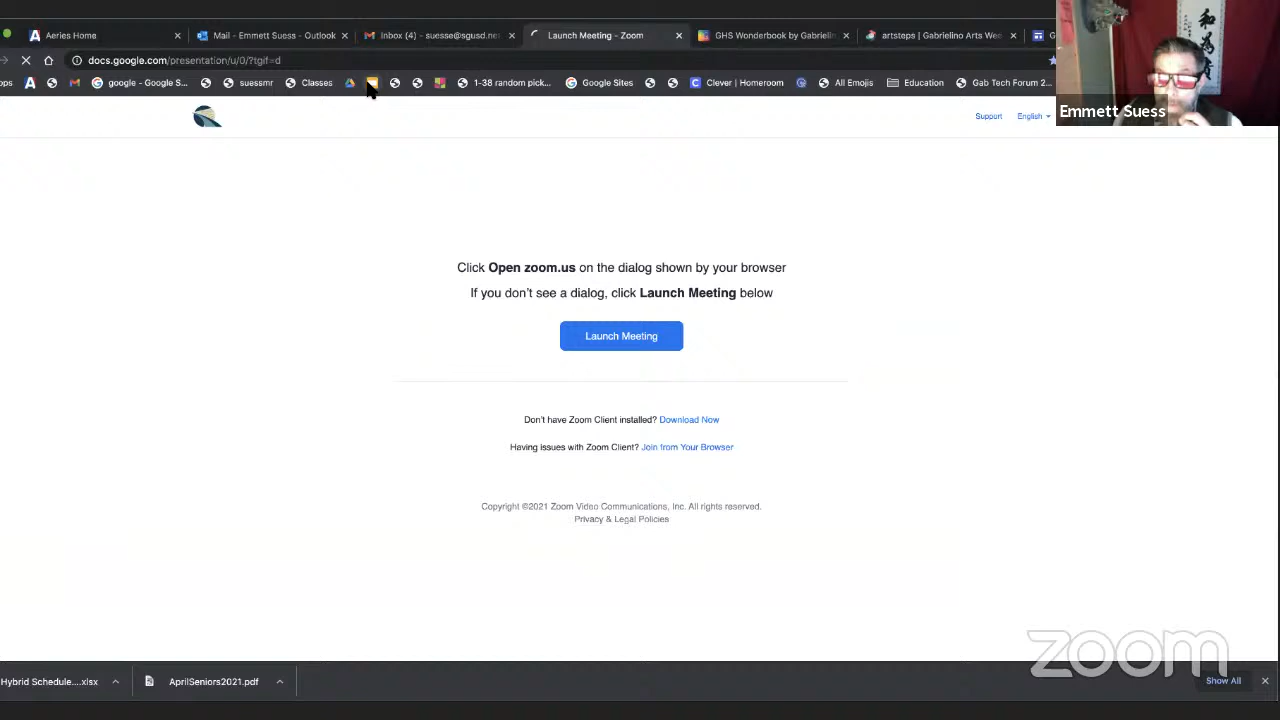 Aeries Home
Mail - Emmett Suess - Outlook
Inbox (4) - suesse@sgusd.ne
Launch Meeting - Zoom
GHS Wonderbook by Gabrielin
artsteps | Gabrielino Arts Wee
docs.google.com/presentation/u/0/?tgif=d
ops
google - Google S...
suessmr
Classes
1-38 random pick...
Google Sites
Clever | Homeroom
All Emojis
Education
Gab Tech Forum 2...
和為貴
Emmett Suess
Support
English
Click Open zoom.us on the dialog shown by your browser
If you don't see a dialog, click Launch Meeting below
Launch Meeting
Don't have Zoom Client installed? Download Now
Having issues with Zoom Client? Join from Your Browser
Copyright ©2021 Zoom Video Communications, Inc. All rights reserved.
Privacy & Legal Policies
zoom
Hybrid Schedule....xlsx
AprilSeniors2021.pdf
Show All